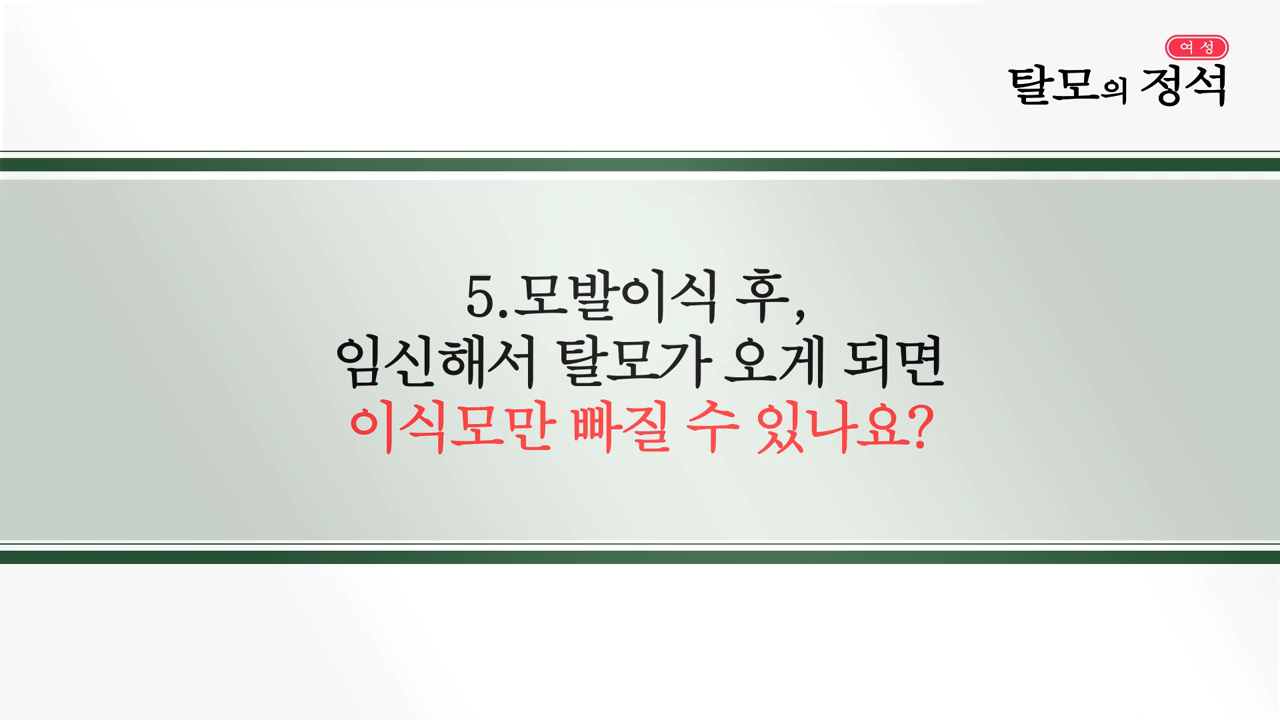 여성
탈모의 정석
5.모발이식 후,
임신해서 탈모가 오게 되면
이식모만 빠질 수 있나요?